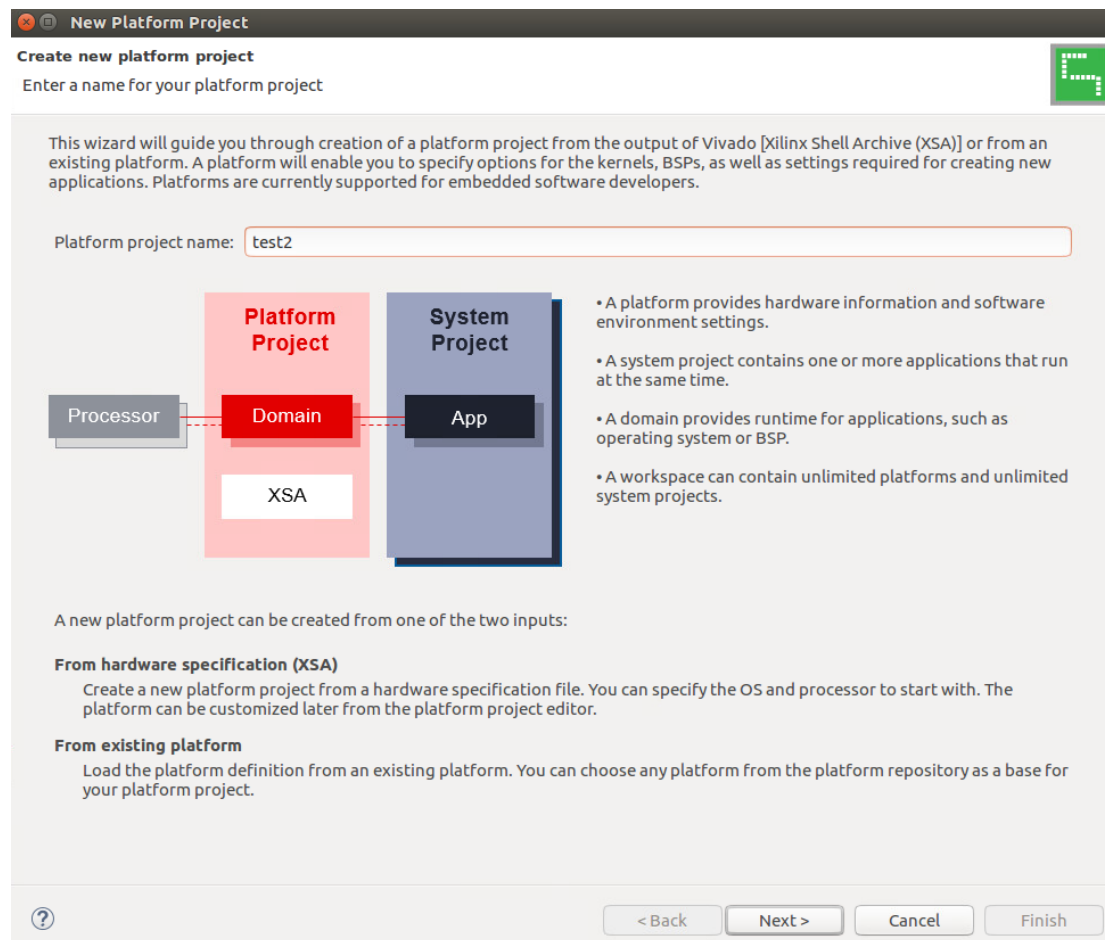 New Platform Project
Create new platform project
Enter a name for your platform project
This wizard will guide you through creation of a platform project from the output of Vivado [Xilinx Shell Archive (XSA)] or from an
existing platform. A platform will enable you to specify options for the kernels, BSPs, as well as settings required for creating new
applications. Platforms are currently supported for embedded software developers.
Platform project name: test2
Platform
Project
System
Project
Processor
Domain
App
XSA
• A platform provides hardware information and software
environment settings.
• A system project contains one or more applications that run
at the same time.
• A domain provides runtime for applications, such as
operating system or BSP.
• A workspace can contain unlimited platforms and unlimited
system projects.
A new platform project can be created from one of the two inputs:
From hardware specification (XSA)
Create a new platform project from a hardware specification file. You can specify the OS and processor to start with. The
platform can be customized later from the platform project editor.
From existing platform
Load the platform definition from an existing platform. You can choose any platform from the platform repository as a base for
your platform project.
? < Back Next > Cancel Finish